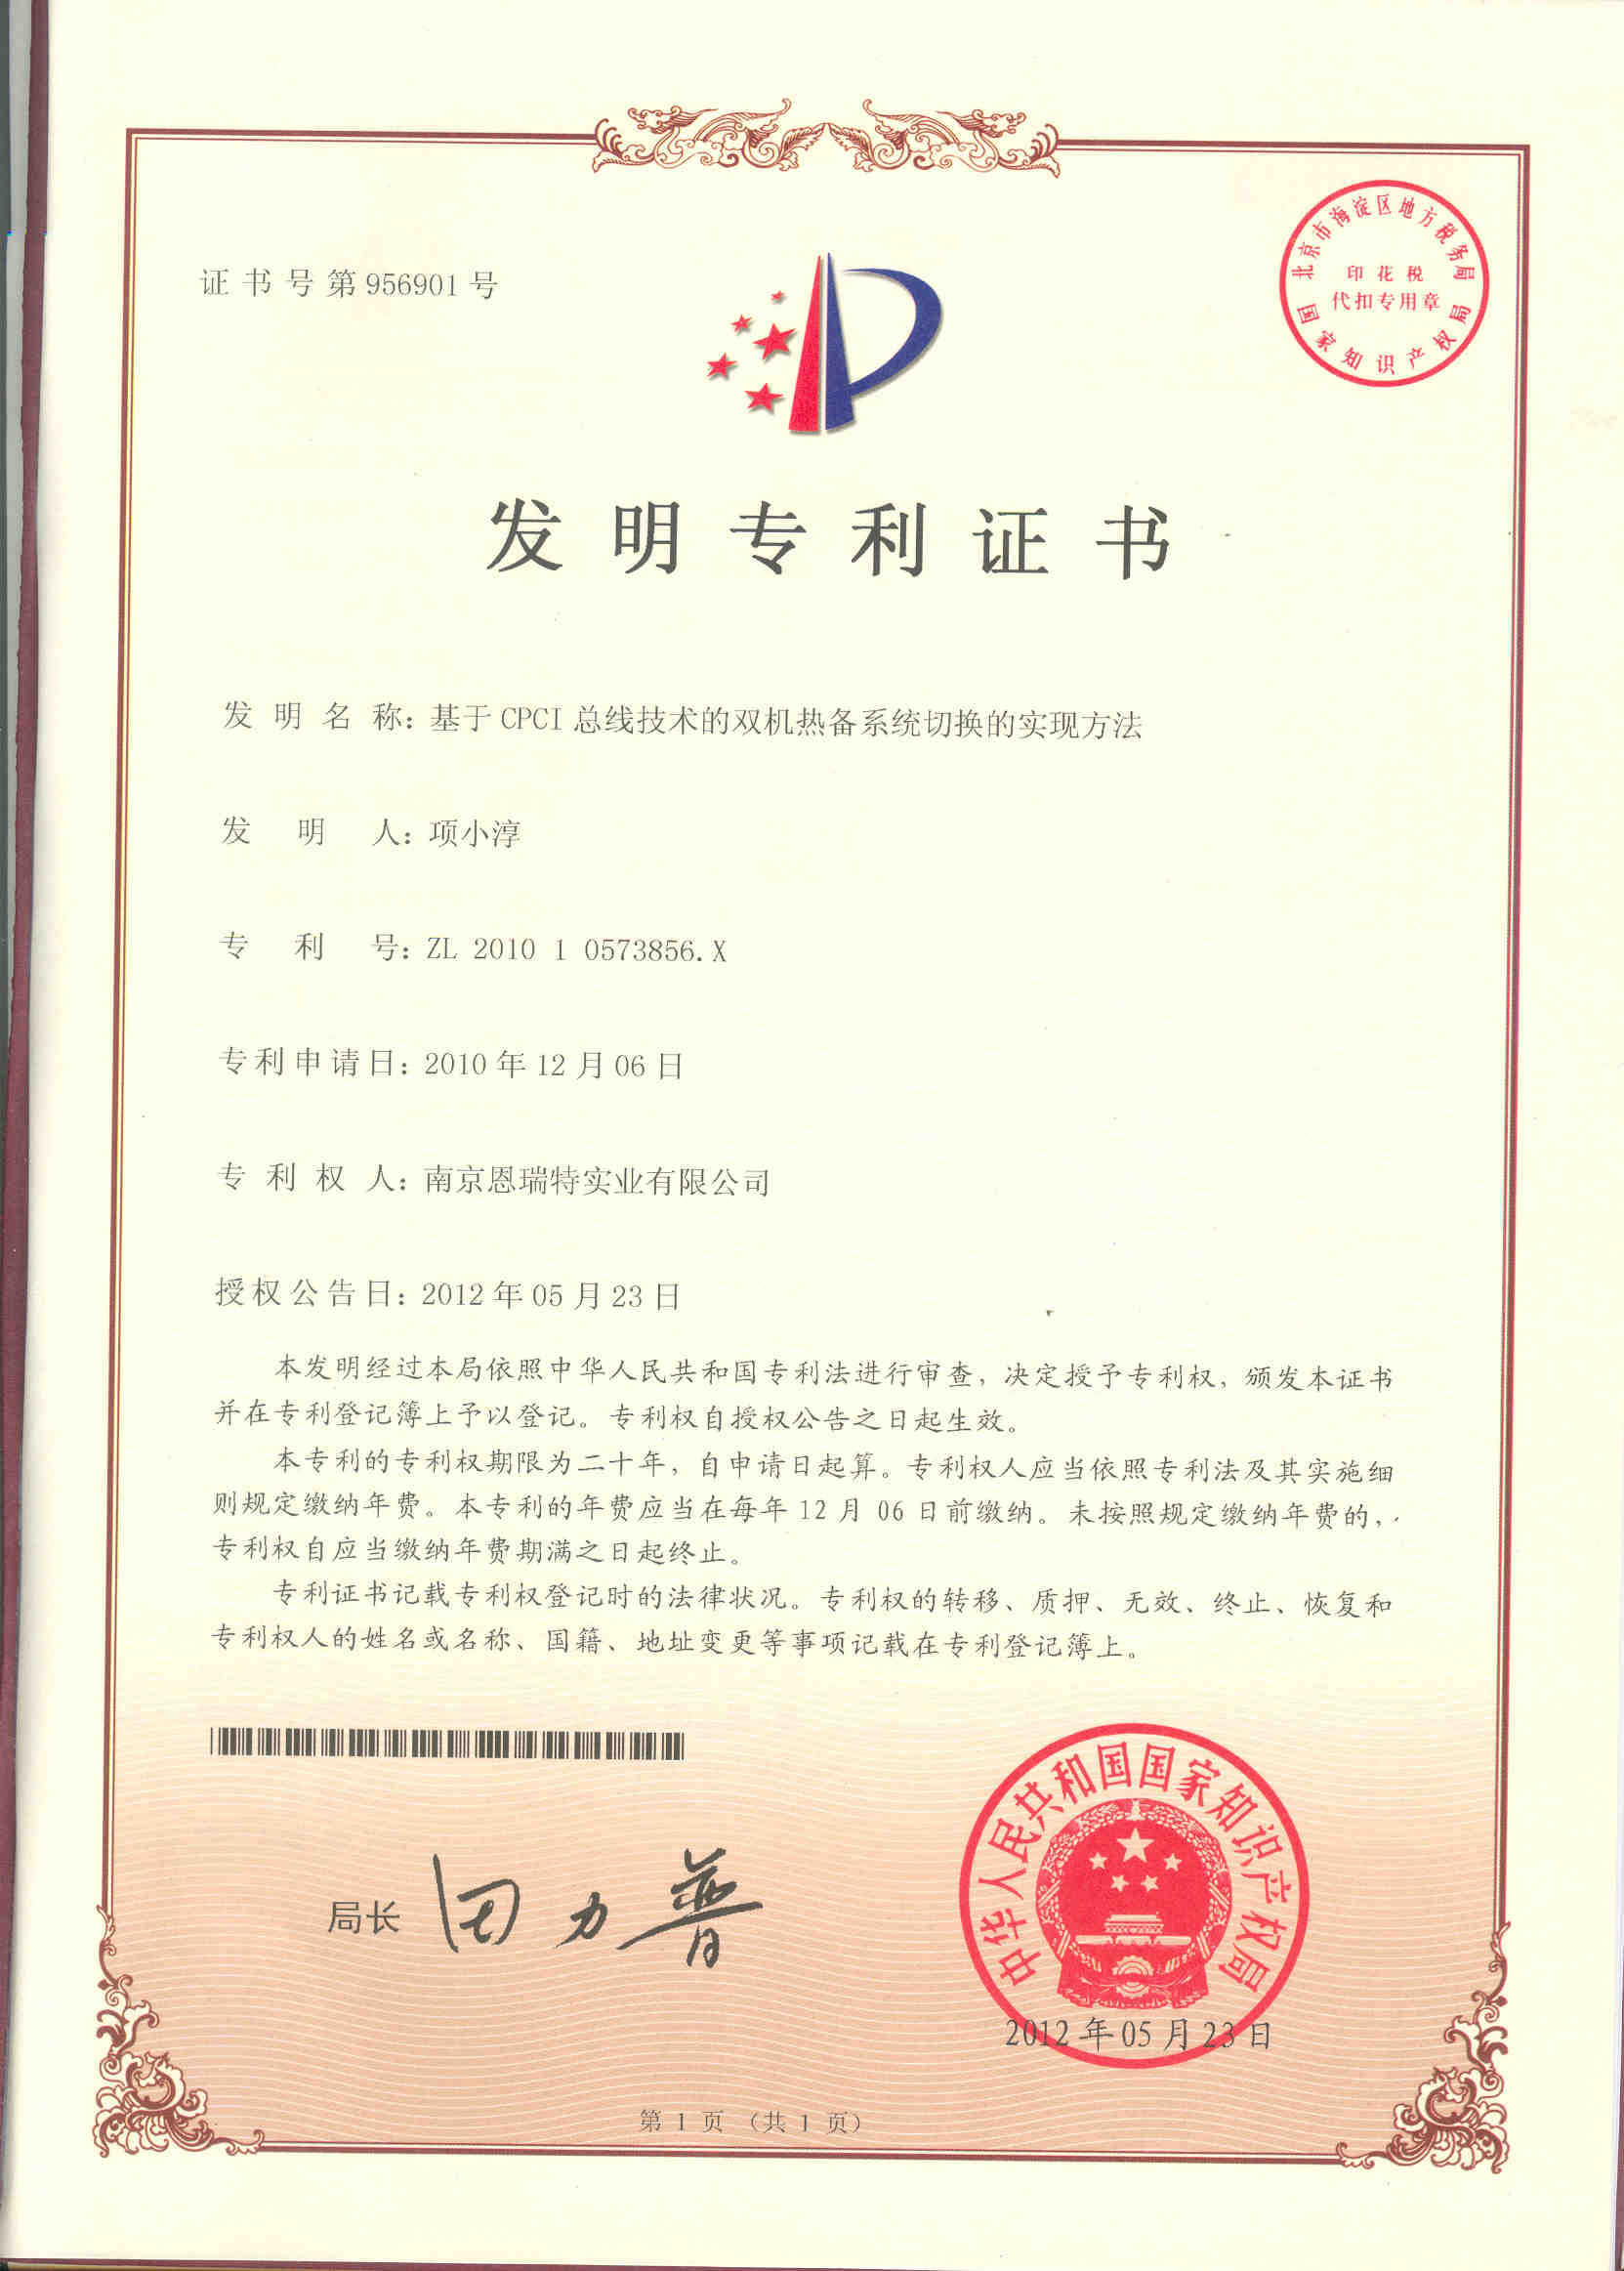 证书号第956901号
北京市海淀区地方税务局
印花税
代扣专用章
国家知识产权局
发明专利证书
发明名称：基于CPCI总线技术的双机热备系统切换的实现方法
发明人：项小淳
专利号：ZL 2010 1 0573856.X
专利申请日：2010年12月06日
专利权人：南京恩瑞特实业有限公司
授权公告日：2012年05月23日
本发明经过本局依照中华人民共和国专利法进行审查，决定授予专利权，颁发本证书
并在专利登记簿上予以登记。专利权自授权公告之日起生效。
本专利的专利权期限为二十年，自申请日起算。专利权人应当依照专利法及其实施细
则规定缴纳年费。本专利的年费应当在每年12月06日前缴纳。未按照规定缴纳年费的，
专利权自应当缴纳年费期满之日起终止。
专利证书记载专利权登记时的法律状况。专利权的转移、质押、无效、终止、恢复和
专利权人的姓名或名称、国籍、地址变更等事项记载在专利登记簿上。
局长 田力普
中华人民共和国国家知识产权局
2012年05月23日
第1页（共1页）